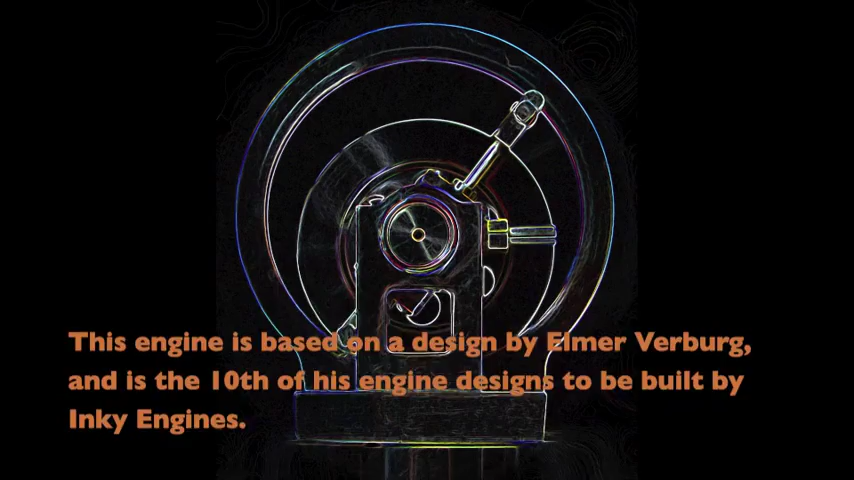 This engine is based on a design by Elmer Verburg,
and is the 10th of his engine designs to be built by
Inky Engines.